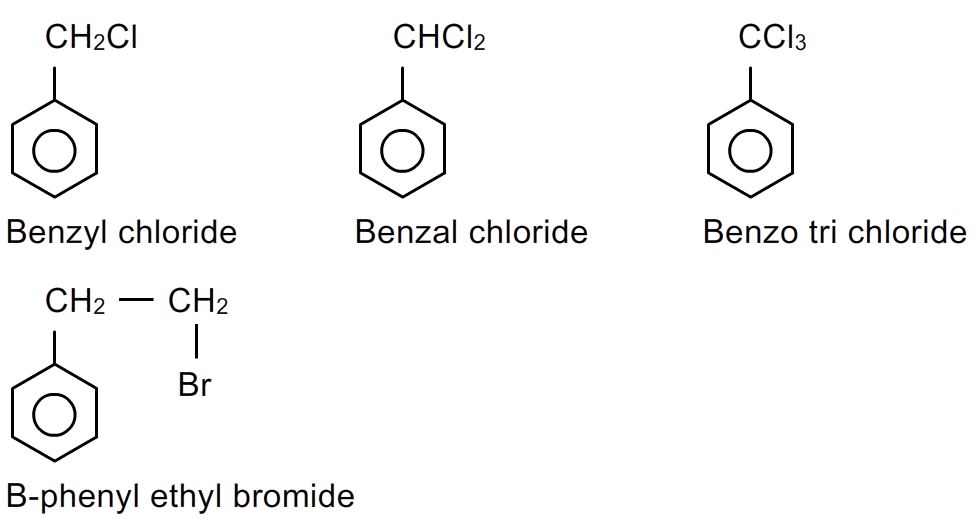 CH2Cl CHCl2 CCl3
Benzyl chloride Benzal chloride Benzo tri chloride
CH2 — CH2
Br
B-phenyl ethyl bromide